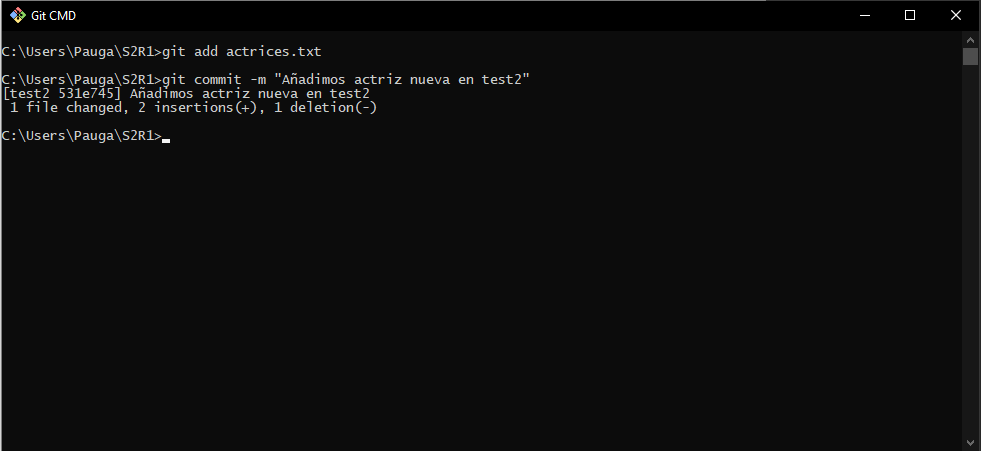 Git CMD
C:\Users\Pauga\S2R1>git add actrices.txt
C:\Users\Pauga\S2R1>git commit -m "Añadimos actriz nueva en test2"
[test2 531e745] Añadimos actriz nueva en test2
 1 file changed, 2 insertions(+), 1 deletion(-)
C:\Users\Pauga\S2R1>